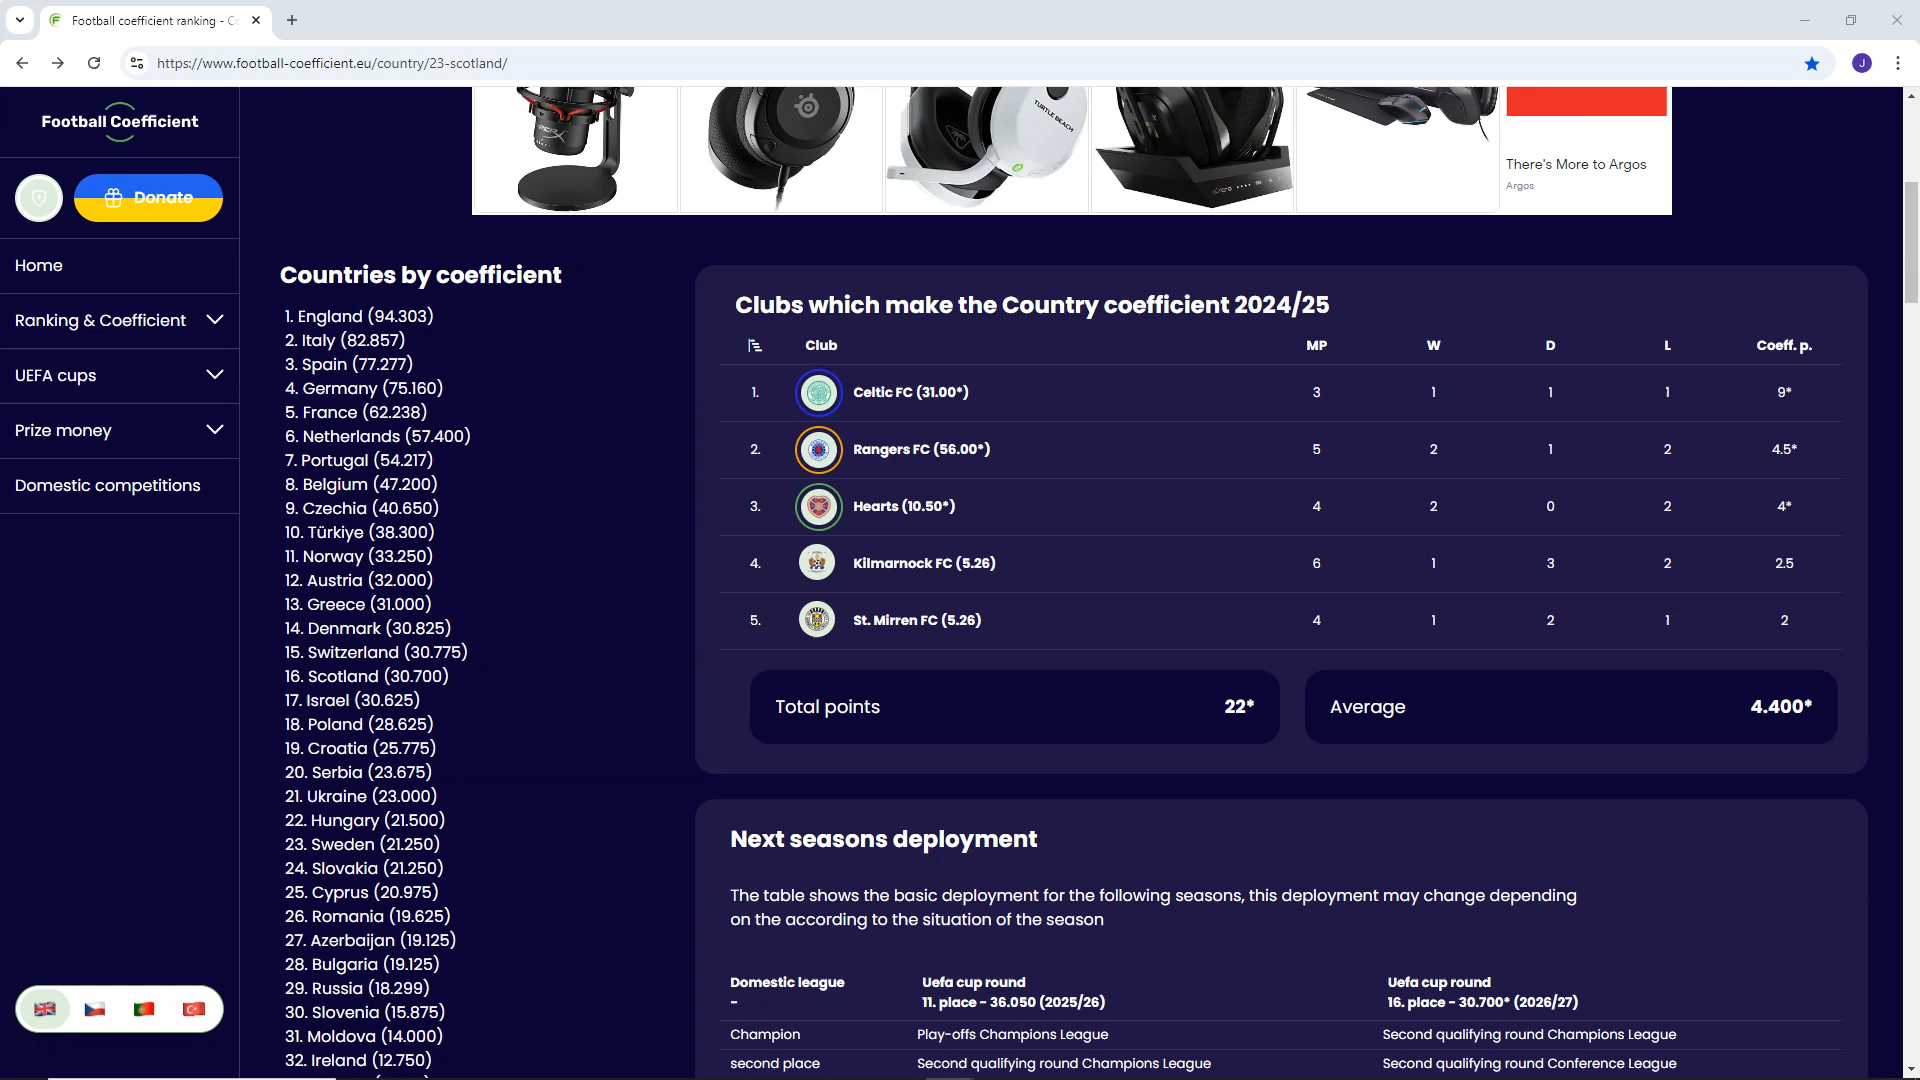 Football coefficient ranking - Co
https://www.football-coefficient.eu/country/23-scotland/
J
Football Coefficient
Donate
Home
Ranking & Coefficient
UEFA cups
Prize money
Domestic competitions
HYPERX
TURTLE BEACH
There's More to Argos
Argos
Countries by coefficient
1. England (94.303)
2. Italy (82.857)
3. Spain (77.277)
4. Germany (75.160)
5. France (62.238)
6. Netherlands (57.400)
7. Portugal (54.217)
8. Belgium (47.200)
9. Czechia (40.650)
10. Türkiye (38.300)
11. Norway (33.250)
12. Austria (32.000)
13. Greece (31.000)
14. Denmark (30.825)
15. Switzerland (30.775)
16. Scotland (30.700)
17. Israel (30.625)
18. Poland (28.625)
19. Croatia (25.775)
20. Serbia (23.675)
21. Ukraine (23.000)
22. Hungary (21.500)
23. Sweden (21.250)
24. Slovakia (21.250)
25. Cyprus (20.975)
26. Romania (19.625)
27. Azerbaijan (19.125)
28. Bulgaria (19.125)
29. Russia (18.299)
30. Slovenia (15.875)
31. Moldova (14.000)
32. Ireland (12.750)
Clubs which make the Country coefficient 2024/25
Club MP W D L Coeff. p.
1. Celtic FC (31.00*) 3 1 1 1 9*
2. Rangers FC (56.00*) 5 2 1 2 4.5*
3. Hearts (10.50*) 4 2 0 2 4*
4. Kilmarnock FC (5.26) 6 1 3 2 2.5
5. St. Mirren FC (5.26) 4 1 2 1 2
Total points 22* Average 4.400*
Next seasons deployment
The table shows the basic deployment for the following seasons, this deployment may change depending
on the according to the situation of the season
Domestic league Uefa cup round Uefa cup round
- 11. place - 36.050 (2025/26) 16. place - 30.700* (2026/27)
Champion Play-offs Champions League Second qualifying round Champions League
second place Second qualifying round Champions League Second qualifying round Conference League